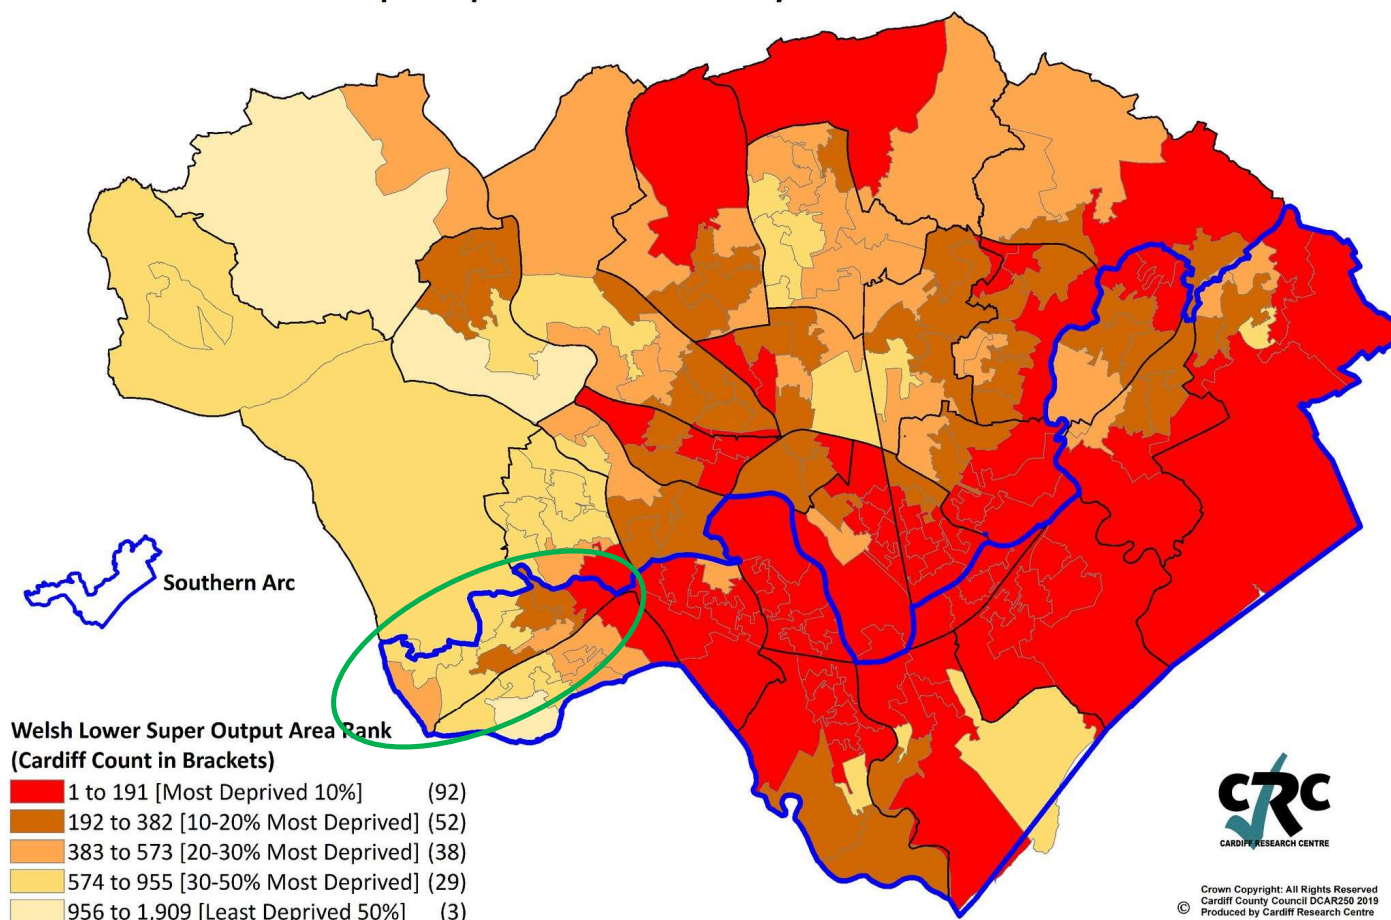 Southern Arc
Welsh Lower Super Output Area Rank
(Cardiff Count in Brackets)
1 to 191 [Most Deprived 10%] (92)
192 to 382 [10-20% Most Deprived] (52)
383 to 573 [20-30% Most Deprived] (38)
574 to 955 [30-50% Most Deprived] (29)
956 to 1,909 [Least Deprived 50%] (3)
CRC
CARDIFF RESEARCH CENTRE
Crown Copyright: All Rights Reserved
Cardiff County Council DCAR250 2019
© Produced by Cardiff Research Centre